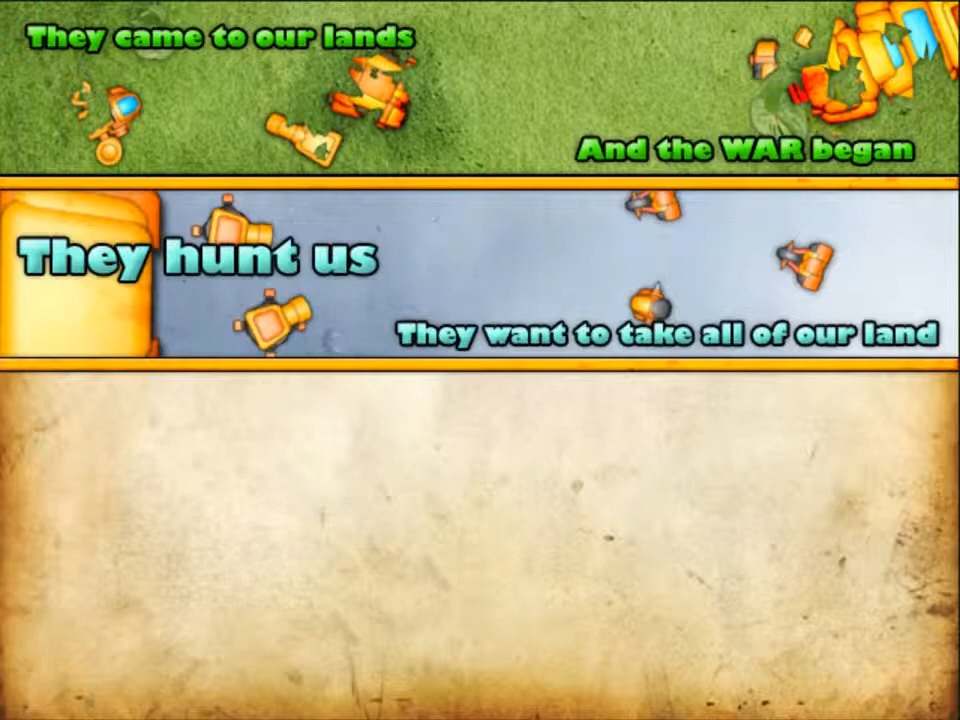 They came to our lands
And the WAR began
They hunt us
They want to take all of our land